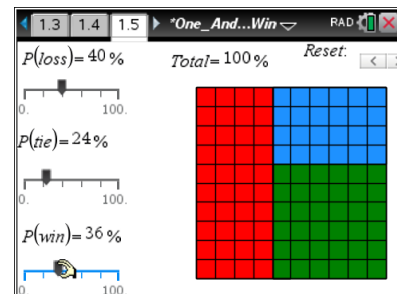 1.3 1.4 1.5 *One_And...Win RAD
P(loss)= 40 %
Total= 100 %
Reset:
0. 100.
P(tie)= 24 %
0. 100.
P(win)= 36 %
0 100.